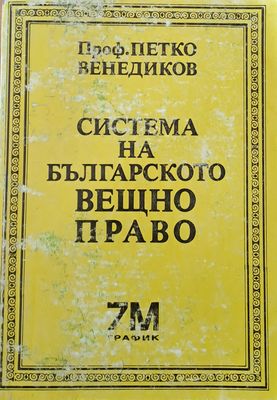 Проф. ПЕТКО
ВЕНЕДИКОВ
СИСТЕМА
НА
БЪЛГАРСКОТО
ВЕЩНО
ПРАВО
7М
ГРАФИК